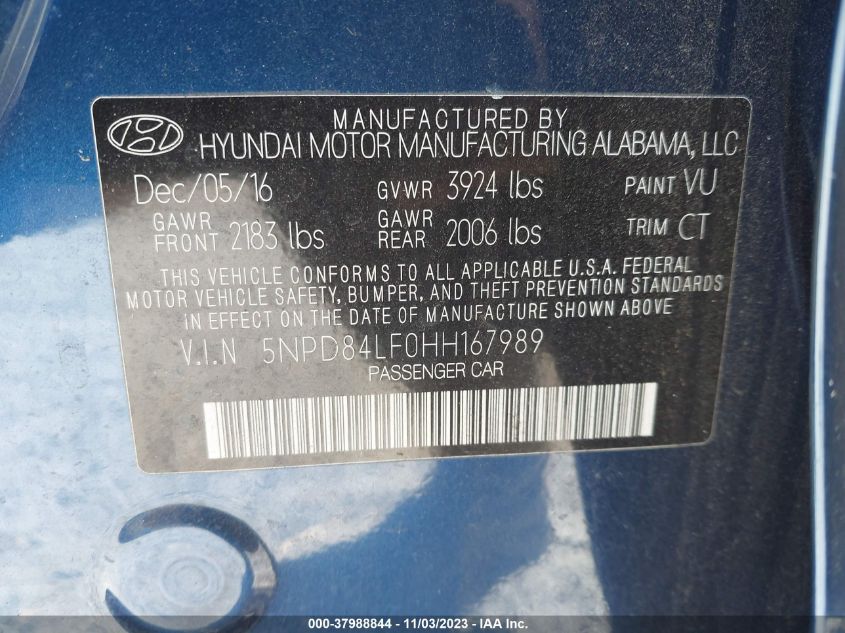 MANUFACTURED BY
HYUNDAI MOTOR MANUFACTURING ALABAMA, LLC
Dec/05/16 GVWR 3924 lbs PAINT VU
GAWR FRONT 2183 lbs GAWR REAR 2006 lbs TRIM CT
THIS VEHICLE CONFORMS TO ALL APPLICABLE U.S.A. FEDERAL
MOTOR VEHICLE SAFETY, BUMPER, AND THEFT PREVENTION STANDARDS
IN EFFECT ON THE DATE OF MANUFACTURE SHOWN ABOVE
V.I.N 5NPD84LF0HH167989
PASSENGER CAR
000-37988844 - 11/03/2023 - IAA Inc.